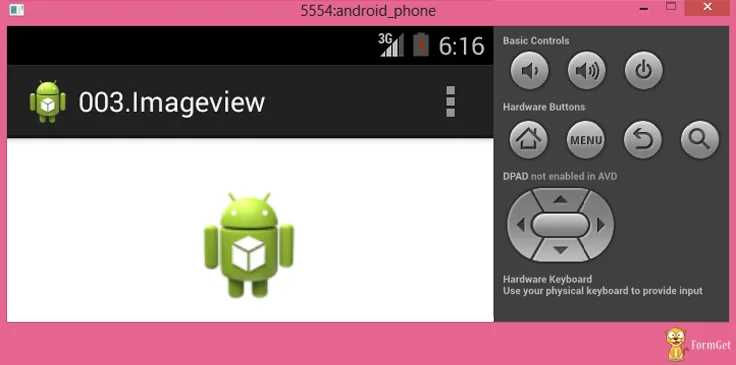 5554:android_phone
3G
6:16
003.Imageview
Basic Controls
Hardware Buttons
MENU
DPAD not enabled in AVD
Hardware Keyboard
Use your physical keyboard to provide input
FormGet